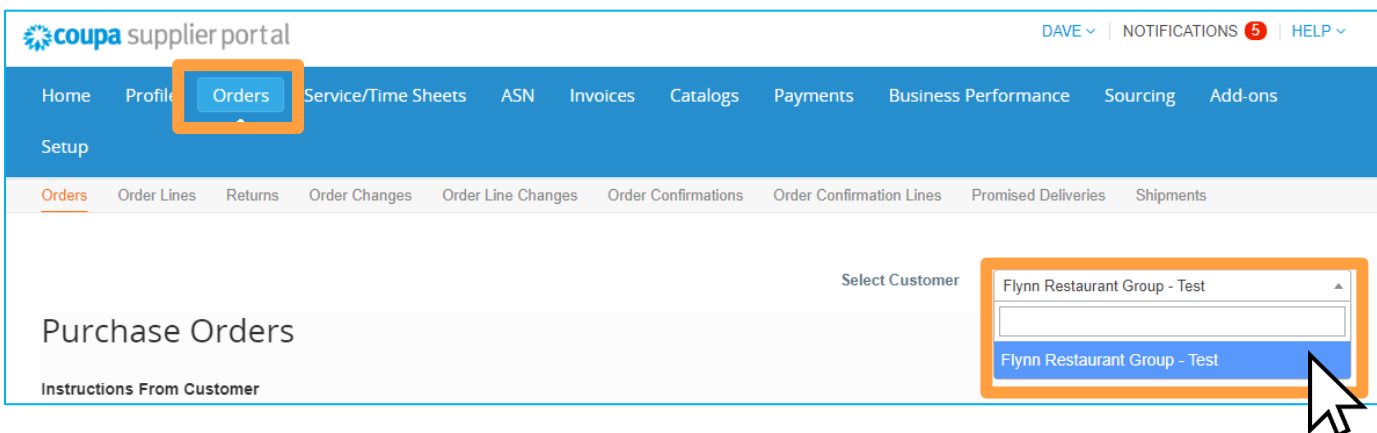 coupa supplier portal
DAVE NOTIFICATIONS 5 HELP
Home Profile Orders Service/Time Sheets ASN Invoices Catalogs Payments Business Performance Sourcing Add-ons
Setup
Orders Order Lines Returns Order Changes Order Line Changes Order Confirmations Order Confirmation Lines Promised Deliveries Shipments
Select Customer Flynn Restaurant Group - Test
Purchase Orders
Flynn Restaurant Group - Test
Instructions From Customer